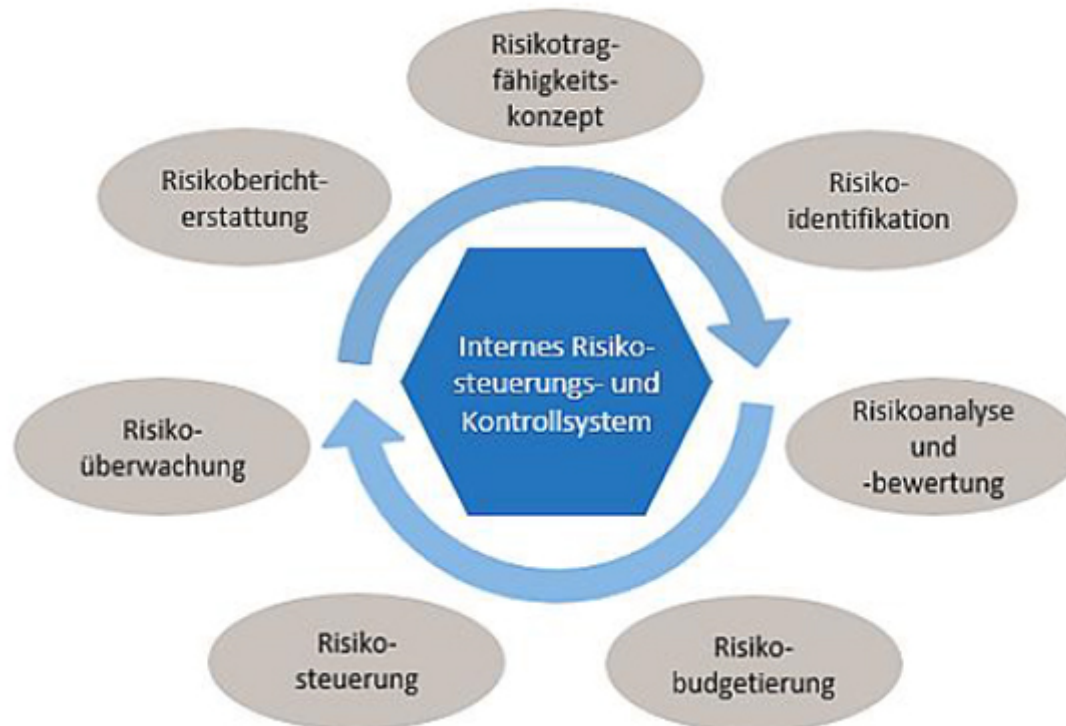 Risikotrag-
fähigkeits-
konzept
Risiko-
identifikation
Risikoanalyse
und
-bewertung
Risiko-
budgetierung
Risiko-
steuerung
Risiko-
überwachung
Risikobericht-
erstattung
Internes Risiko-
steuerungs- und
Kontrollsystem